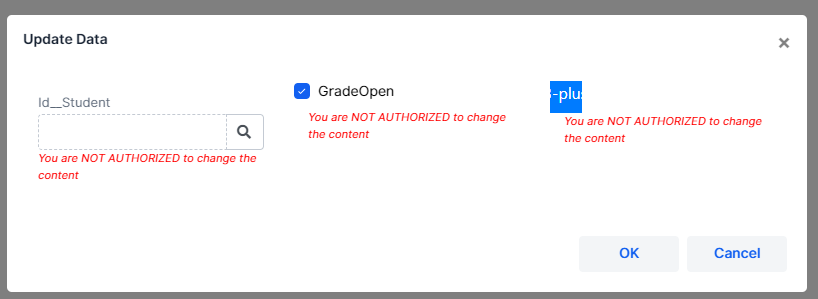 Update Data
×
Id__Student
You are NOT AUTHORIZED to change the
content
GradeOpen
You are NOT AUTHORIZED to change
the content
-plus
You are NOT AUTHORIZED to change
the content
OK
Cancel